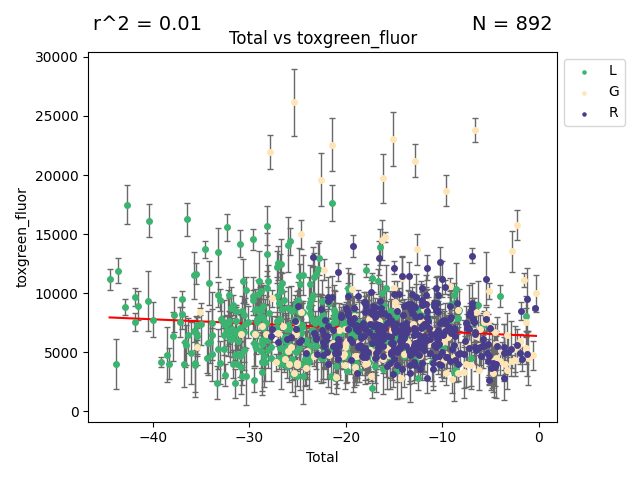 r^2 = 0.01
N = 892
Total vs toxgreen_fluor
30000
25000
20000
15000
10000
5000
0
toxgreen_fluor
−40
−30
−20
−10
0
Total
L
G
R